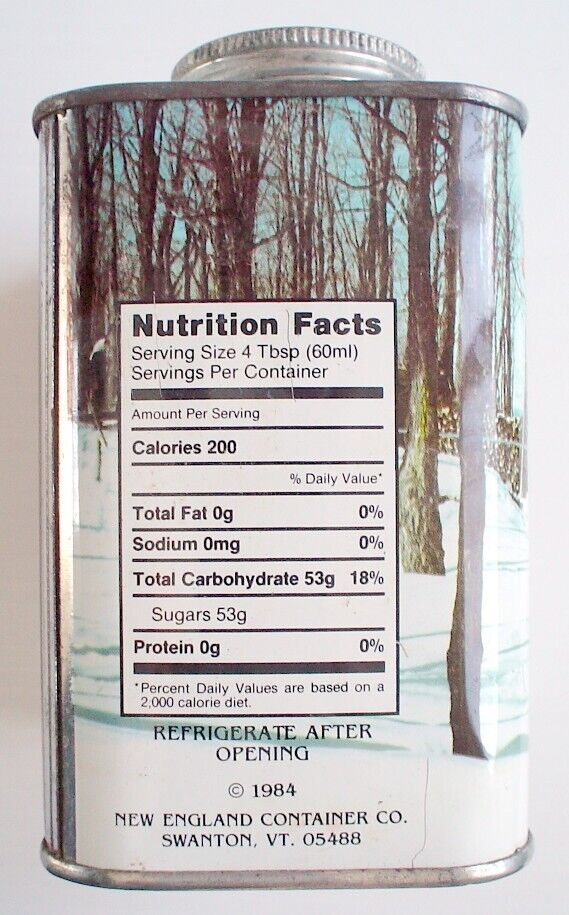 Nutrition Facts
Serving Size 4 Tbsp (60ml)
Servings Per Container
Amount Per Serving
Calories 200
% Daily Value*
Total Fat 0g 0%
Sodium 0mg 0%
Total Carbohydrate 53g 18%
Sugars 53g
Protein 0g 0%
*Percent Daily Values are based on a
2,000 calorie diet.
REFRIGERATE AFTER
OPENING
© 1984
NEW ENGLAND CONTAINER CO.
SWANTON, VT. 05488